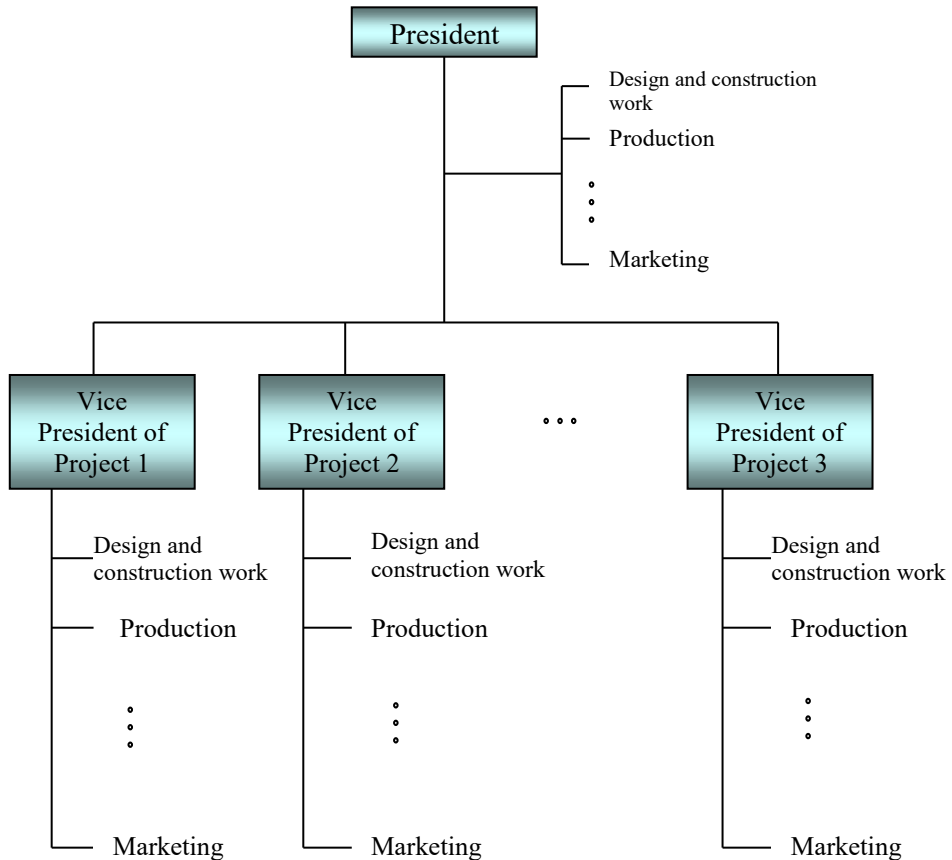 President
Design and construction
work
Production
Marketing
Vice
President of
Project 1
Vice
President of
Project 2
Vice
President of
Project 3
Design and
construction work
Production
Marketing
Design and
construction work
Production
Marketing
Design and
construction work
Production
Marketing